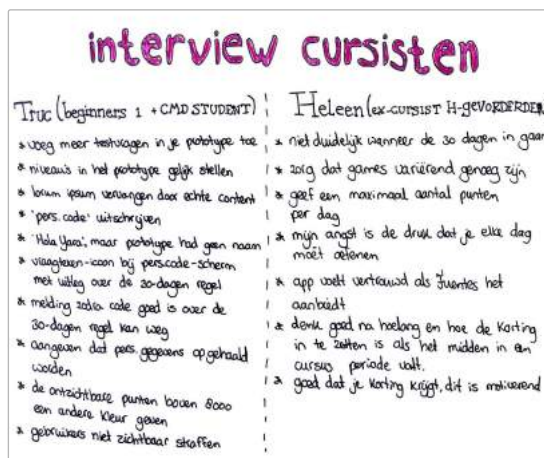 interview cursisten
Truc (beginners 1 + CMD STUDENT)
* voeg meer testvragen in je prototype toe
* niveau's in het prototype gelijk stellen
* lorum ipsum vervangen door echte content
* 'pers. code' uitschrijven
* 'Hola Yara', maar prototype had geen naam
* vraagteken-icon bij pers.code-scherm
met uitleg over de 30-dagen regel
* melding zodra code goed is over de
30-dagen regel kan weg
* aangeven dat pers. gegevens opgehaald
worden
* de onzichtbare punten boven 8000
een andere kleur geven
* gebruikers niet zichtbaar straffen
Heleen (ex-CURSIST H-GEVORDERDEN
* niet duidelijk wanneer de 30 dagen in gaan
* zorg dat games variërend genoeg zijn
* geef een maximaal aantal punten
per dag
* mijn angst is de druk dat je elke dag
moét oefenen
* app voelt vertrouwd als Fuentes het
aanbiedt
* denk goed na hoelang en hoe de korting
in te zetten is als het midden in een
cursus periode valt.
* goed dat je korting krijgt, dit is motiverend